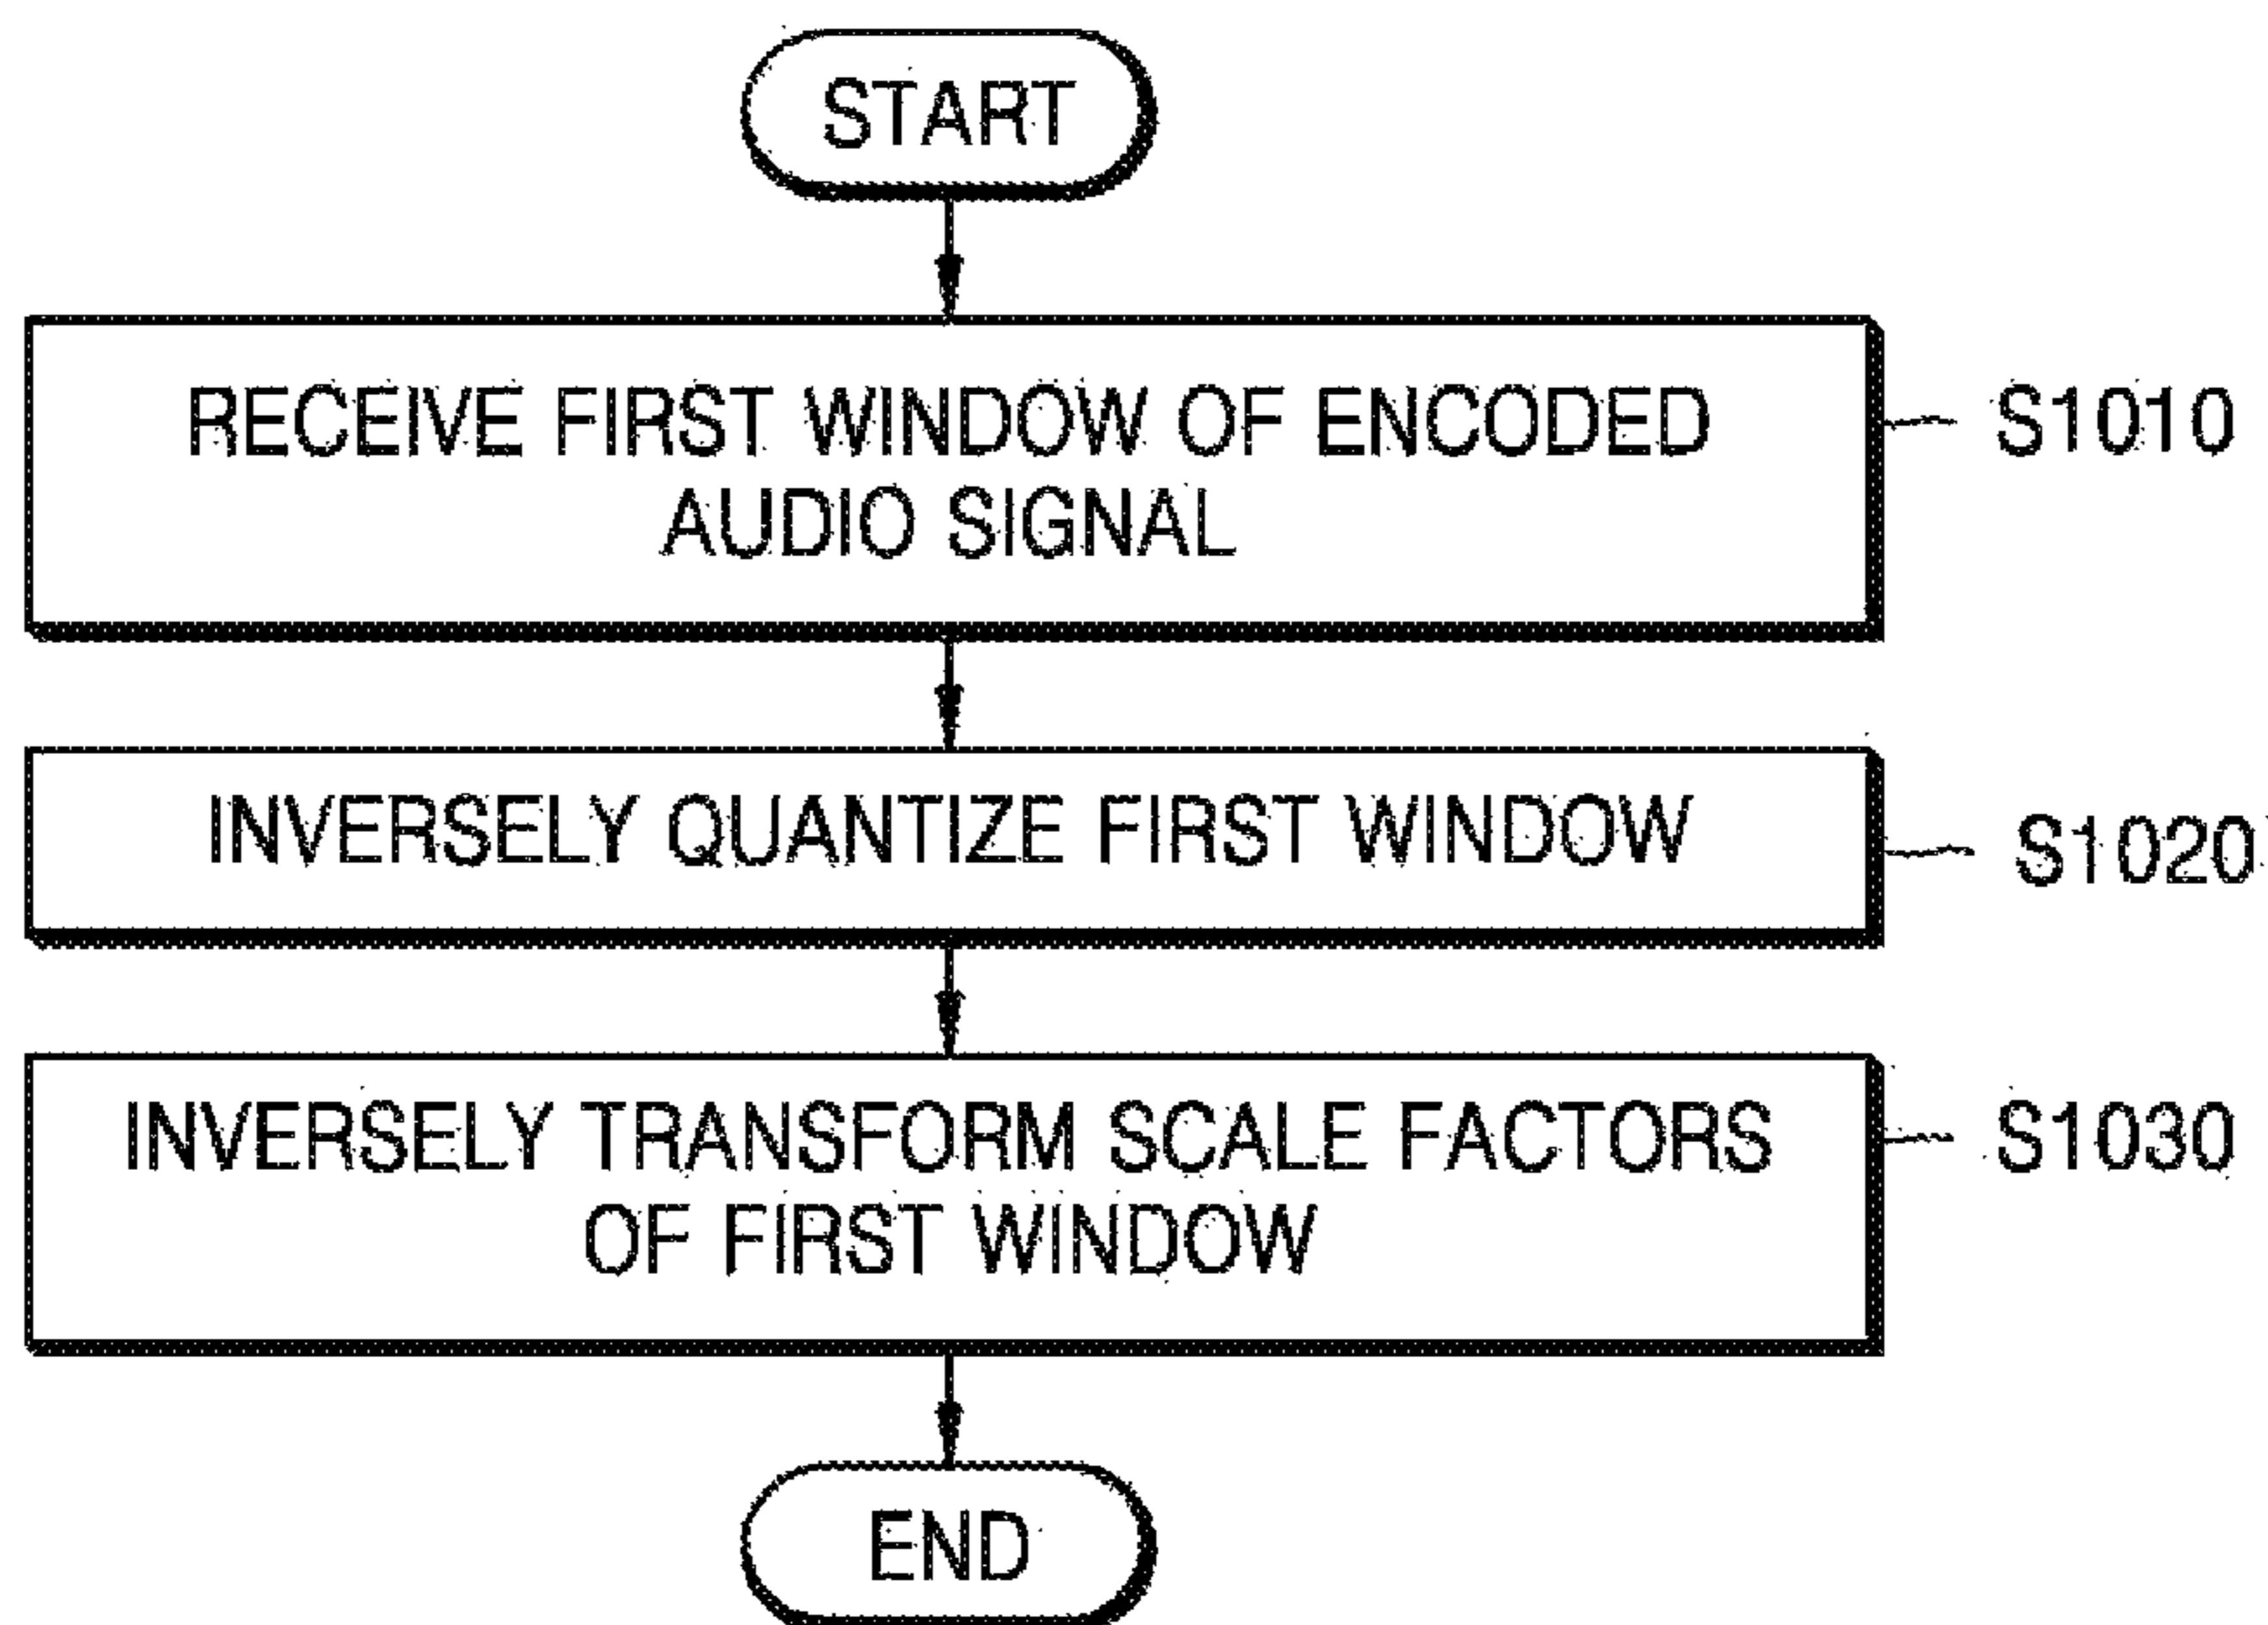 START
RECEIVE FIRST WINDOW OF ENCODED
AUDIO SIGNAL
S1010
INVERSELY QUANTIZE FIRST WINDOW
S1020
INVERSELY TRANSFORM SCALE FACTORS
OF FIRST WINDOW
S1030
END